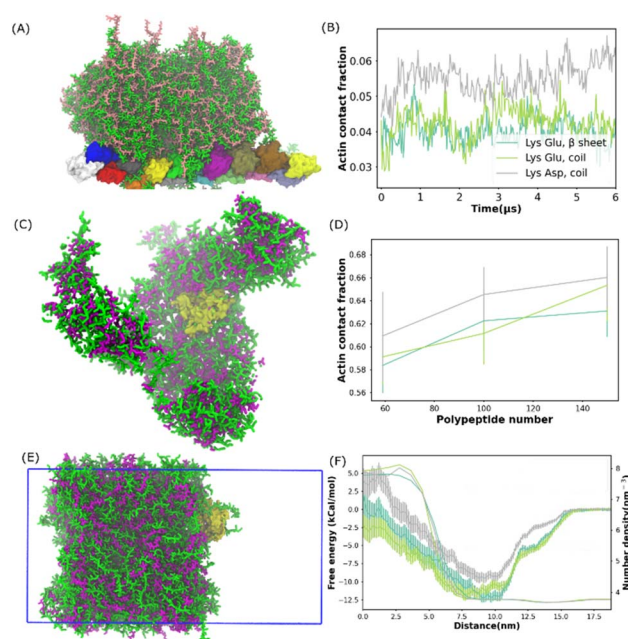 (A)
(B)
Actin contact fraction
0.06
0.05
0.04
0.03
Lys Glu, β sheet
Lys Glu, coil
Lys Asp, coil
0 1 2 3 4 5 6
Time(μs)
(C)
(D)
Actin contact fraction
0.68
0.66
0.64
0.62
0.60
0.58
0.56
60 80 100 120 140
Polypeptide number
(E)
(F)
Free energy (kCal/mol)
5.0
2.5
0.0
-2.5
-5.0
-7.5
-10.0
-12.5
8
7
6
5
4
Number density(nm⁻³)
0.0 2.5 5.0 7.5 10.0 12.5 15.0 17.5
Distance(nm)